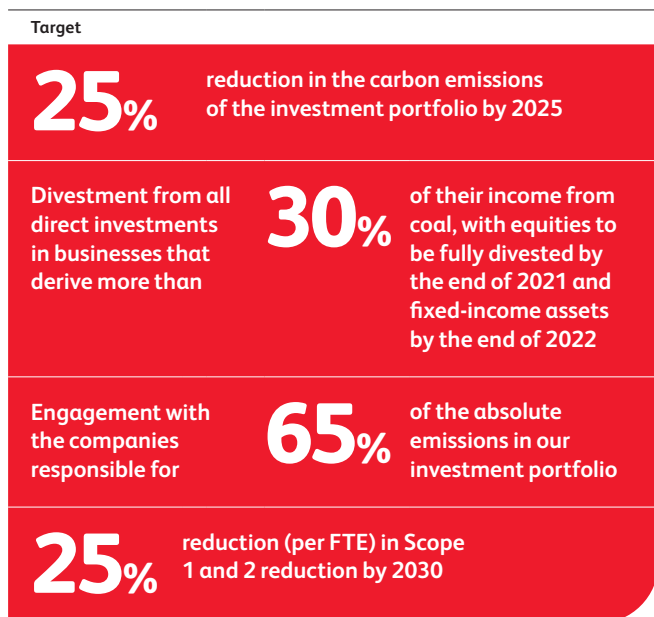 Target
25%
reduction in the carbon emissions
of the investment portfolio by 2025
Divestment from all
direct investments
in businesses that
derive more than
30%
of their income from
coal, with equities to
be fully divested by
the end of 2021 and
fixed-income assets
by the end of 2022
Engagement with
the companies
responsible for
65%
of the absolute
emissions in our
investment portfolio
25%
reduction (per FTE) in Scope
1 and 2 reduction by 2030